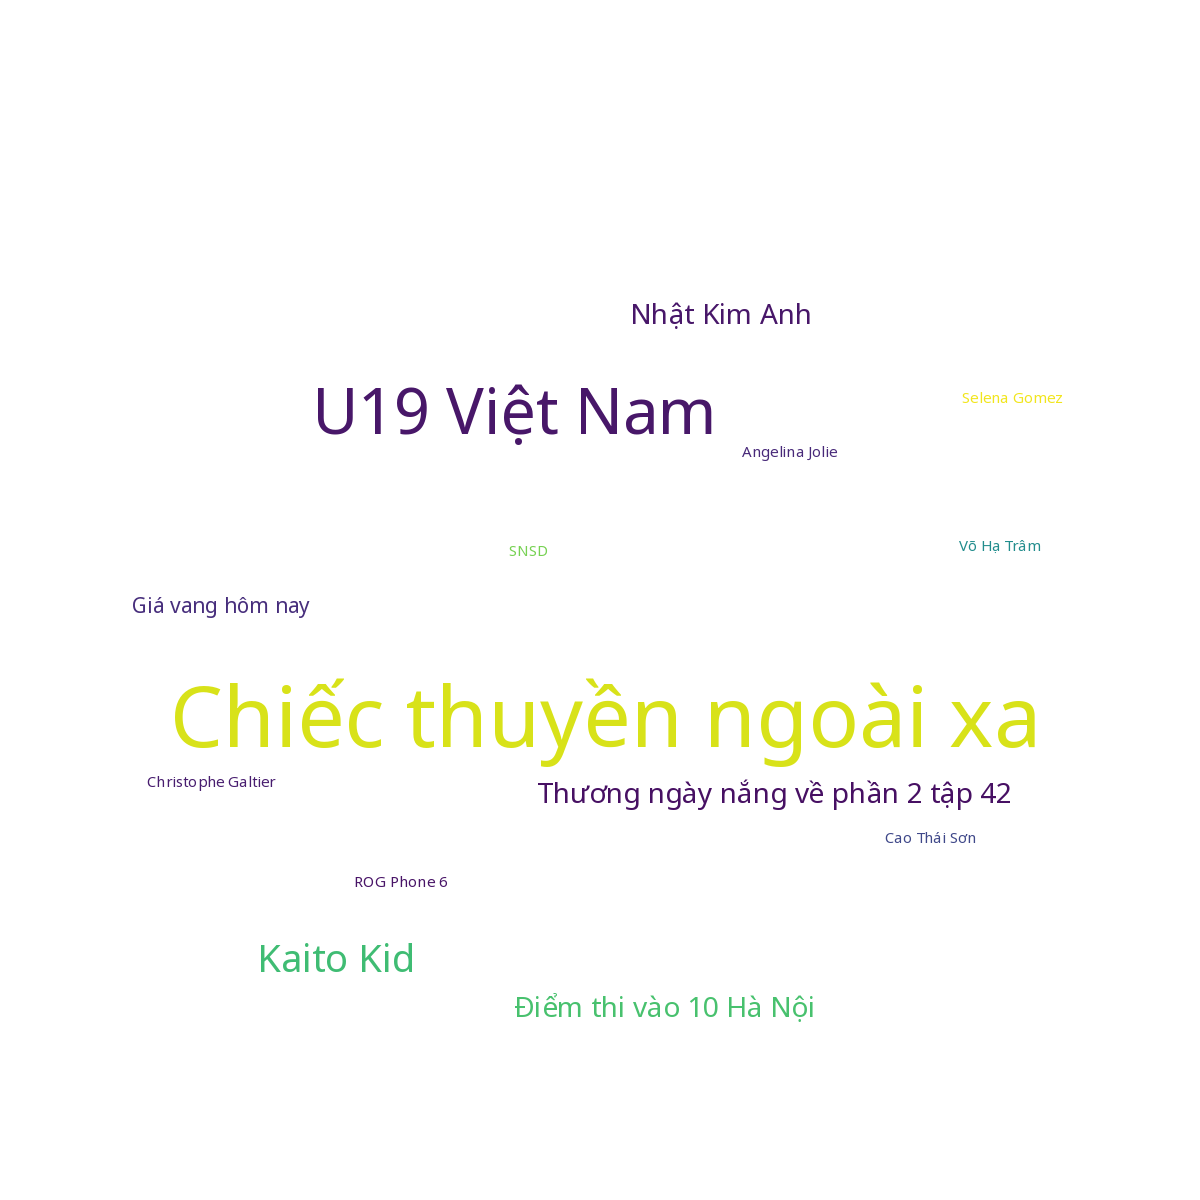 Nhật Kim Anh
U19 Việt Nam
Selena Gomez
Angelina Jolie
SNSD
Võ Hạ Trâm
Giá vang hôm nay
Chiếc thuyền ngoài xa
Christophe Galtier
Thương ngày nắng về phần 2 tập 42
Cao Thái Sơn
ROG Phone 6
Kaito Kid
Điểm thi vào 10 Hà Nội